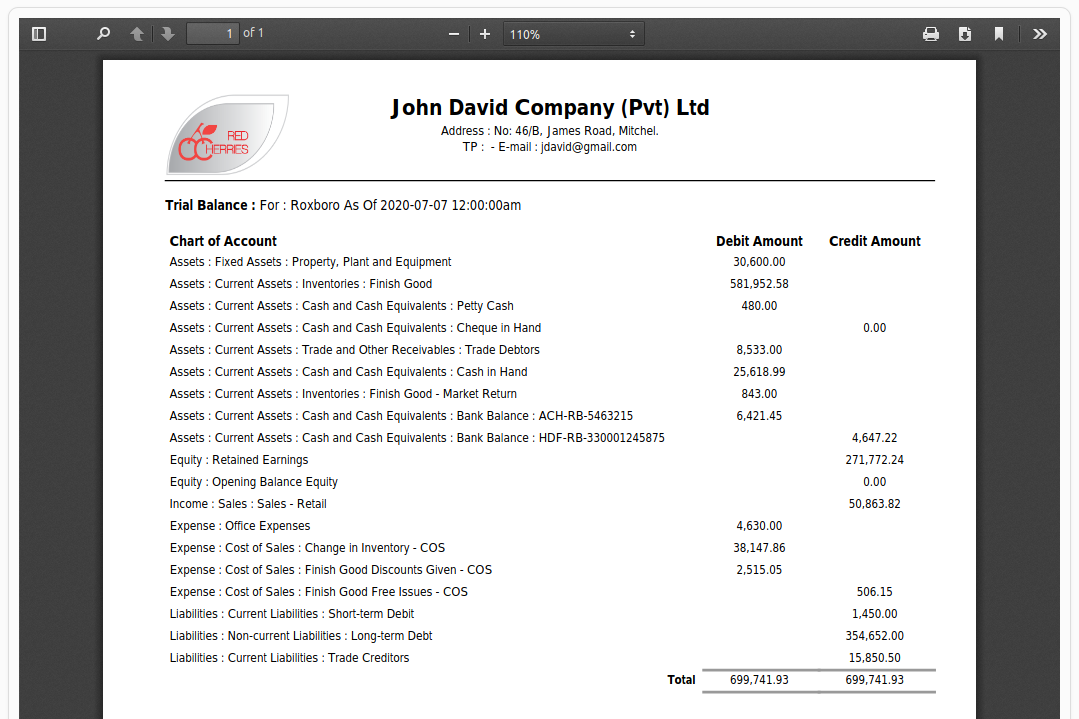 1 of 1
110%
RED
CHERRIES
John David Company (Pvt) Ltd
Address : No: 46/B, James Road, Mitchel.
TP :  - E-mail : jdavid@gmail.com
Trial Balance : For : Roxboro As Of 2020-07-07 12:00:00am
Chart of Account Debit Amount Credit Amount
Assets : Fixed Assets : Property, Plant and Equipment 30,600.00
Assets : Current Assets : Inventories : Finish Good 581,952.58
Assets : Current Assets : Cash and Cash Equivalents : Petty Cash 480.00
Assets : Current Assets : Cash and Cash Equivalents : Cheque in Hand 0.00
Assets : Current Assets : Trade and Other Receivables : Trade Debtors 8,533.00
Assets : Current Assets : Cash and Cash Equivalents : Cash in Hand 25,618.99
Assets : Current Assets : Inventories : Finish Good - Market Return 843.00
Assets : Current Assets : Cash and Cash Equivalents : Bank Balance : ACH-RB-5463215 6,421.45
Assets : Current Assets : Cash and Cash Equivalents : Bank Balance : HDF-RB-330001245875 4,647.22
Equity : Retained Earnings 271,772.24
Equity : Opening Balance Equity 0.00
Income : Sales : Sales - Retail 50,863.82
Expense : Office Expenses 4,630.00
Expense : Cost of Sales : Change in Inventory - COS 38,147.86
Expense : Cost of Sales : Finish Good Discounts Given - COS 2,515.05
Expense : Cost of Sales : Finish Good Free Issues - COS 506.15
Liabilities : Current Liabilities : Short-term Debit 1,450.00
Liabilities : Non-current Liabilities : Long-term Debt 354,652.00
Liabilities : Current Liabilities : Trade Creditors 15,850.50
Total 699,741.93 699,741.93